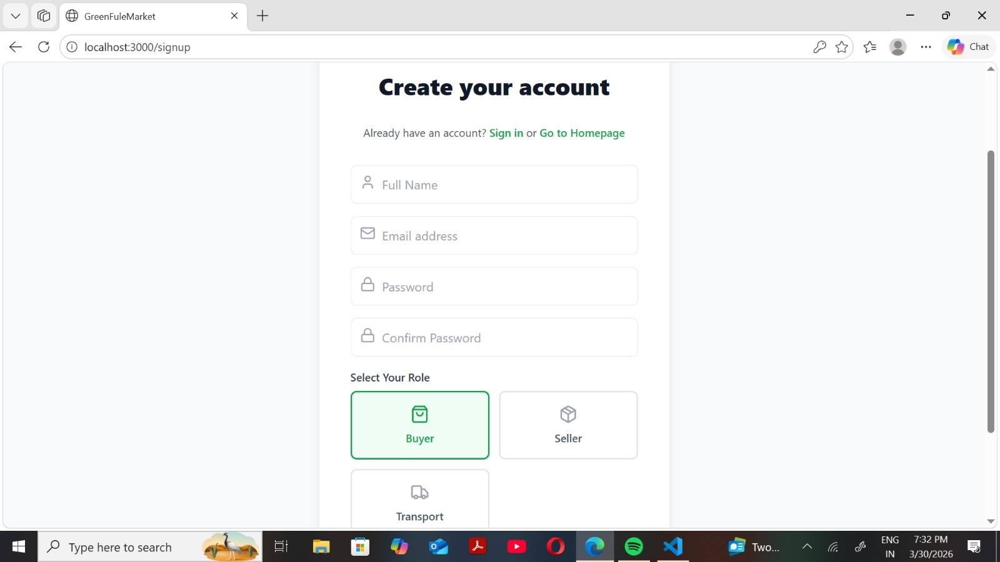 GreenFuleMarket
localhost:3000/signup
Chat
Create your account
Already have an account? Sign in or Go to Homepage
Full Name
Email address
Password
Confirm Password
Select Your Role
Buyer
Seller
Transport
Type here to search
Two...
ENG
IN
7:32 PM
3/30/2026